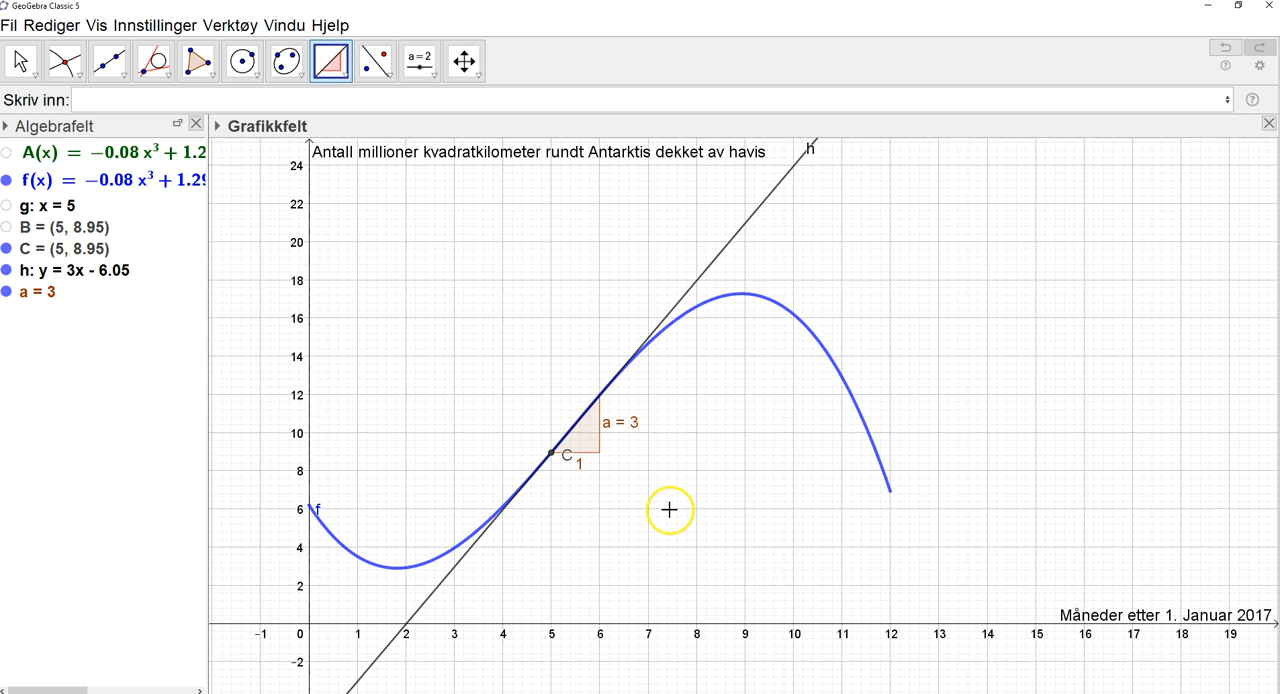 GeoGebra Classic 5
Fil Rediger Vis Innstillinger Verktøy Vindu Hjelp
a=2
Skriv inn:
Algebrafelt
Grafikkfelt
A(x) = −0.08 x³ + 1.2
f(x) = −0.08 x³ + 1.29
g: x = 5
B = (5, 8.95)
C = (5, 8.95)
h: y = 3x - 6.05
a = 3
Antall millioner kvadratkilometer rundt Antarktis dekket av havis
h
24
22
20
18
16
14
12
10
8
6
4
2
0
−2
a = 3
C
1
f
Måneder etter 1. Januar 2017
−1 1 2 3 4 5 6 7 8 9 10 11 12 13 14 15 16 17 18 19